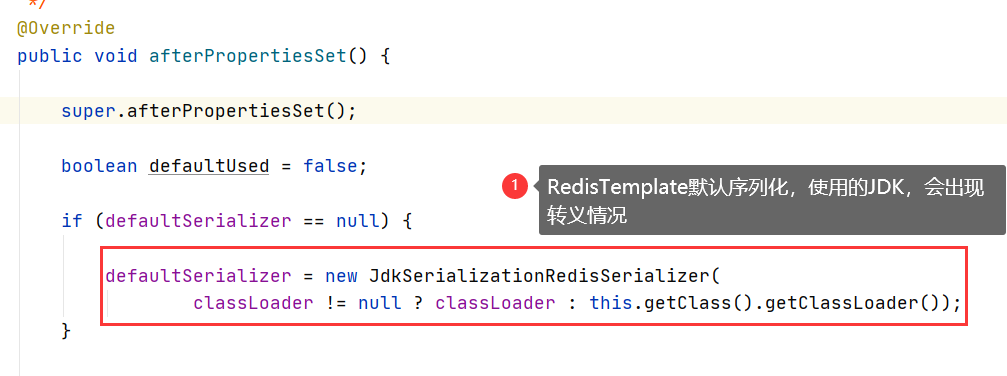 */
@Override
public void afterPropertiesSet() {
super.afterPropertiesSet();
boolean defaultUsed = false;
1
RedisTemplate默认序列化，使用的JDK，会出现
转义情况
if (defaultSerializer == null) {
defaultSerializer = new JdkSerializationRedisSerializer(
classLoader != null ? classLoader : this.getClass().getClassLoader());
}